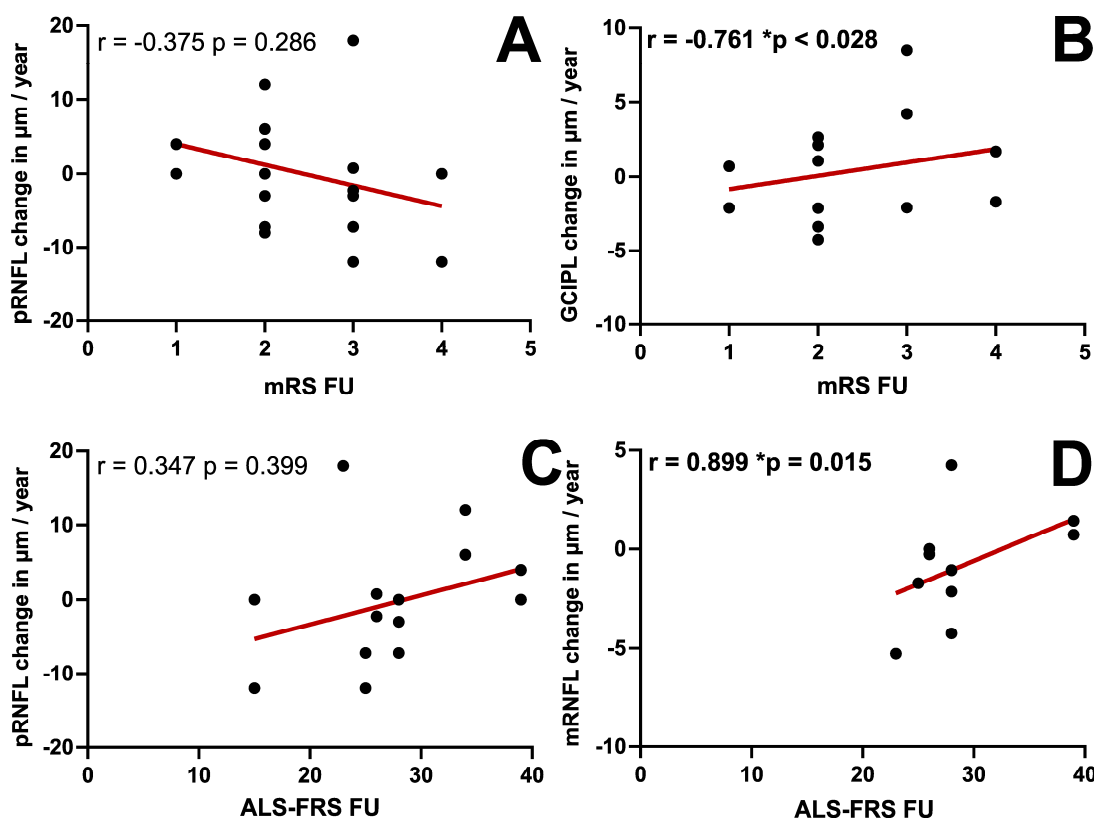 A
r = -0.375 p = 0.286
pRNFL change in µm / year
20
10
0
-10
-20
0 1 2 3 4 5
mRS FU
B
r = -0.761 *p < 0.028
GCIPL change in µm / year
10
5
0
-5
-10
0 1 2 3 4 5
mRS FU
C
r = 0.347 p = 0.399
pRNFL change in µm / year
20
10
0
-10
-20
0 10 20 30 40
ALS-FRS FU
D
r = 0.899 *p = 0.015
mRNFL change in µm / year
5
0
-5
-10
0 10 20 30 40
ALS-FRS FU